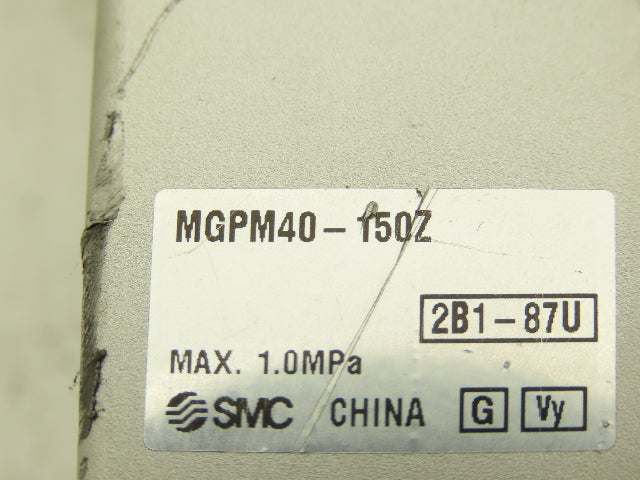 MGPM40-150Z
2B1-87U
MAX. 1.0MPa
SMC CHINA G Vy